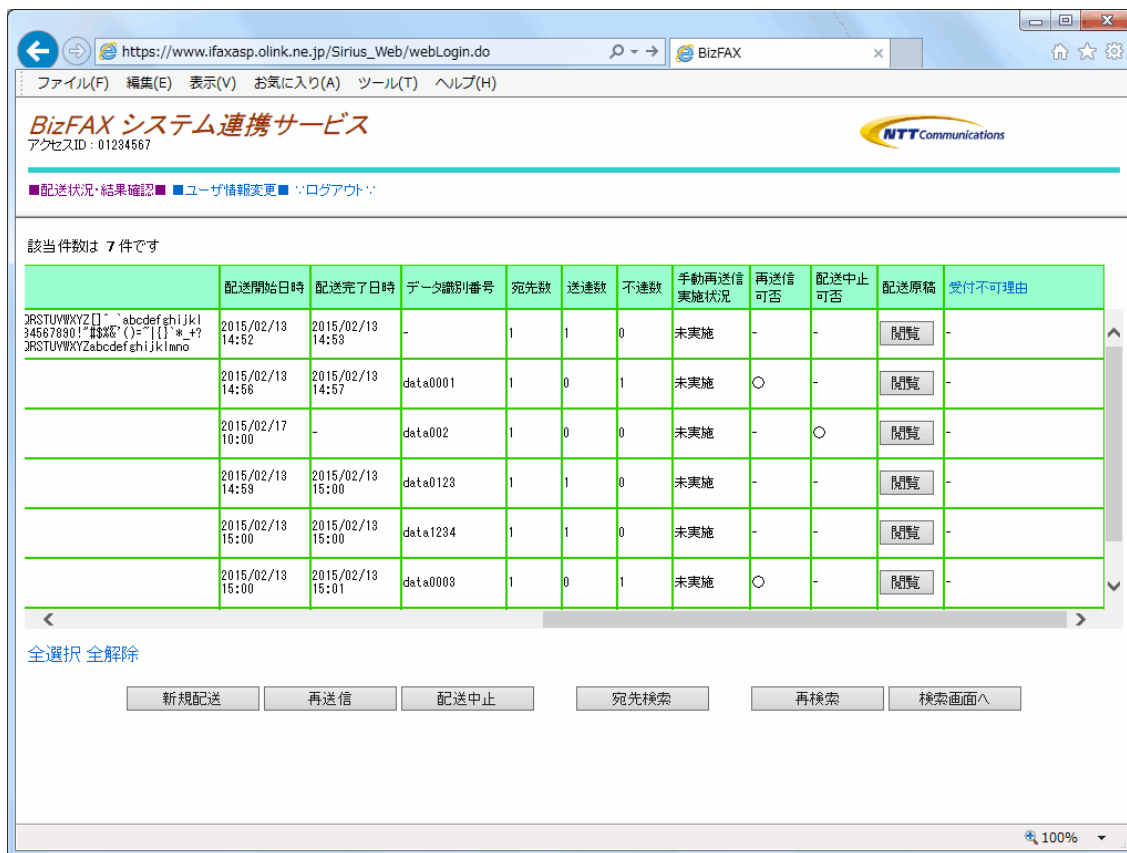 https://www.ifaxasp.olink.ne.jp/Sirius_Web/webLogin.do
BizFAX
ファイル(F) 編集(E) 表示(V) お気に入り(A) ツール(T) ヘルプ(H)
BizFAX システム連携サービス
アクセスID : 01234567
NTT Communications
■配送状況・結果確認■ ■ユーザ情報変更■ ∵ログアウト∵
該当件数は 7 件です
配送開始日時 配送完了日時 データ識別番号 宛先数 送達数 不達数 手動再送信実施状況 再送信可否 配送中止可否 配送原稿 受付不可理由
QRSTUVWXYZ[]^_`abcdefghijkl
34567890!"#$%&'()=~|{}`*_+?
QRSTUVWXYZabcdefghijklmno
2015/02/13 14:52 2015/02/13 14:53 - 1 1 0 未実施 - - 閲覧 -
2015/02/13 14:56 2015/02/13 14:57 data0001 1 0 1 未実施 ○ - 閲覧 -
2015/02/17 10:00 - data002 1 0 0 未実施 - ○ 閲覧 -
2015/02/13 14:59 2015/02/13 15:00 data0123 1 1 0 未実施 - - 閲覧 -
2015/02/13 15:00 2015/02/13 15:00 data1234 1 1 0 未実施 - - 閲覧 -
2015/02/13 15:00 2015/02/13 15:01 data0003 1 0 1 未実施 ○ - 閲覧 -
全選択 全解除
新規配送 再送信 配送中止 宛先検索 再検索 検索画面へ
100%